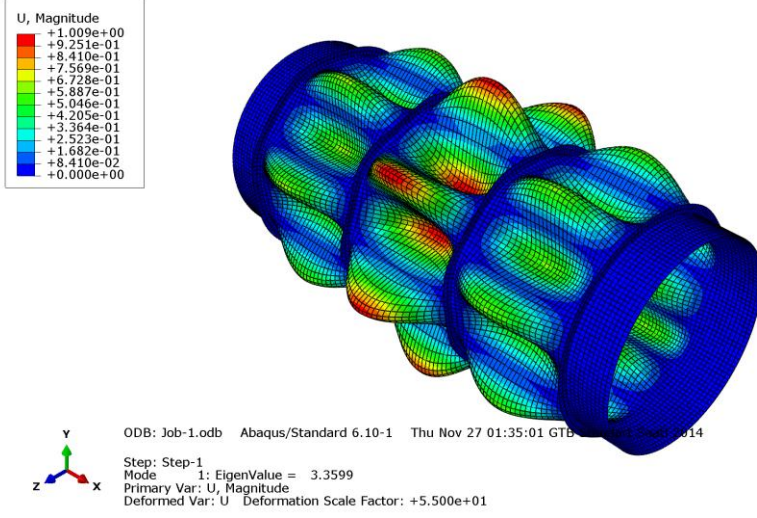 U, Magnitude
+1.009e+00
+9.251e-01
+8.410e-01
+7.569e-01
+6.728e-01
+5.887e-01
+5.046e-01
+4.205e-01
+3.364e-01
+2.523e-01
+1.682e-01
+8.410e-02
+0.000e+00
Y
Z
X
ODB: Job-1.odb Abaqus/Standard 6.10-1 Thu Nov 27 01:35:01 GTB 2014
Step: Step-1
Mode 1: EigenValue = 3.3599
Primary Var: U, Magnitude
Deformed Var: U Deformation Scale Factor: +5.500e+01